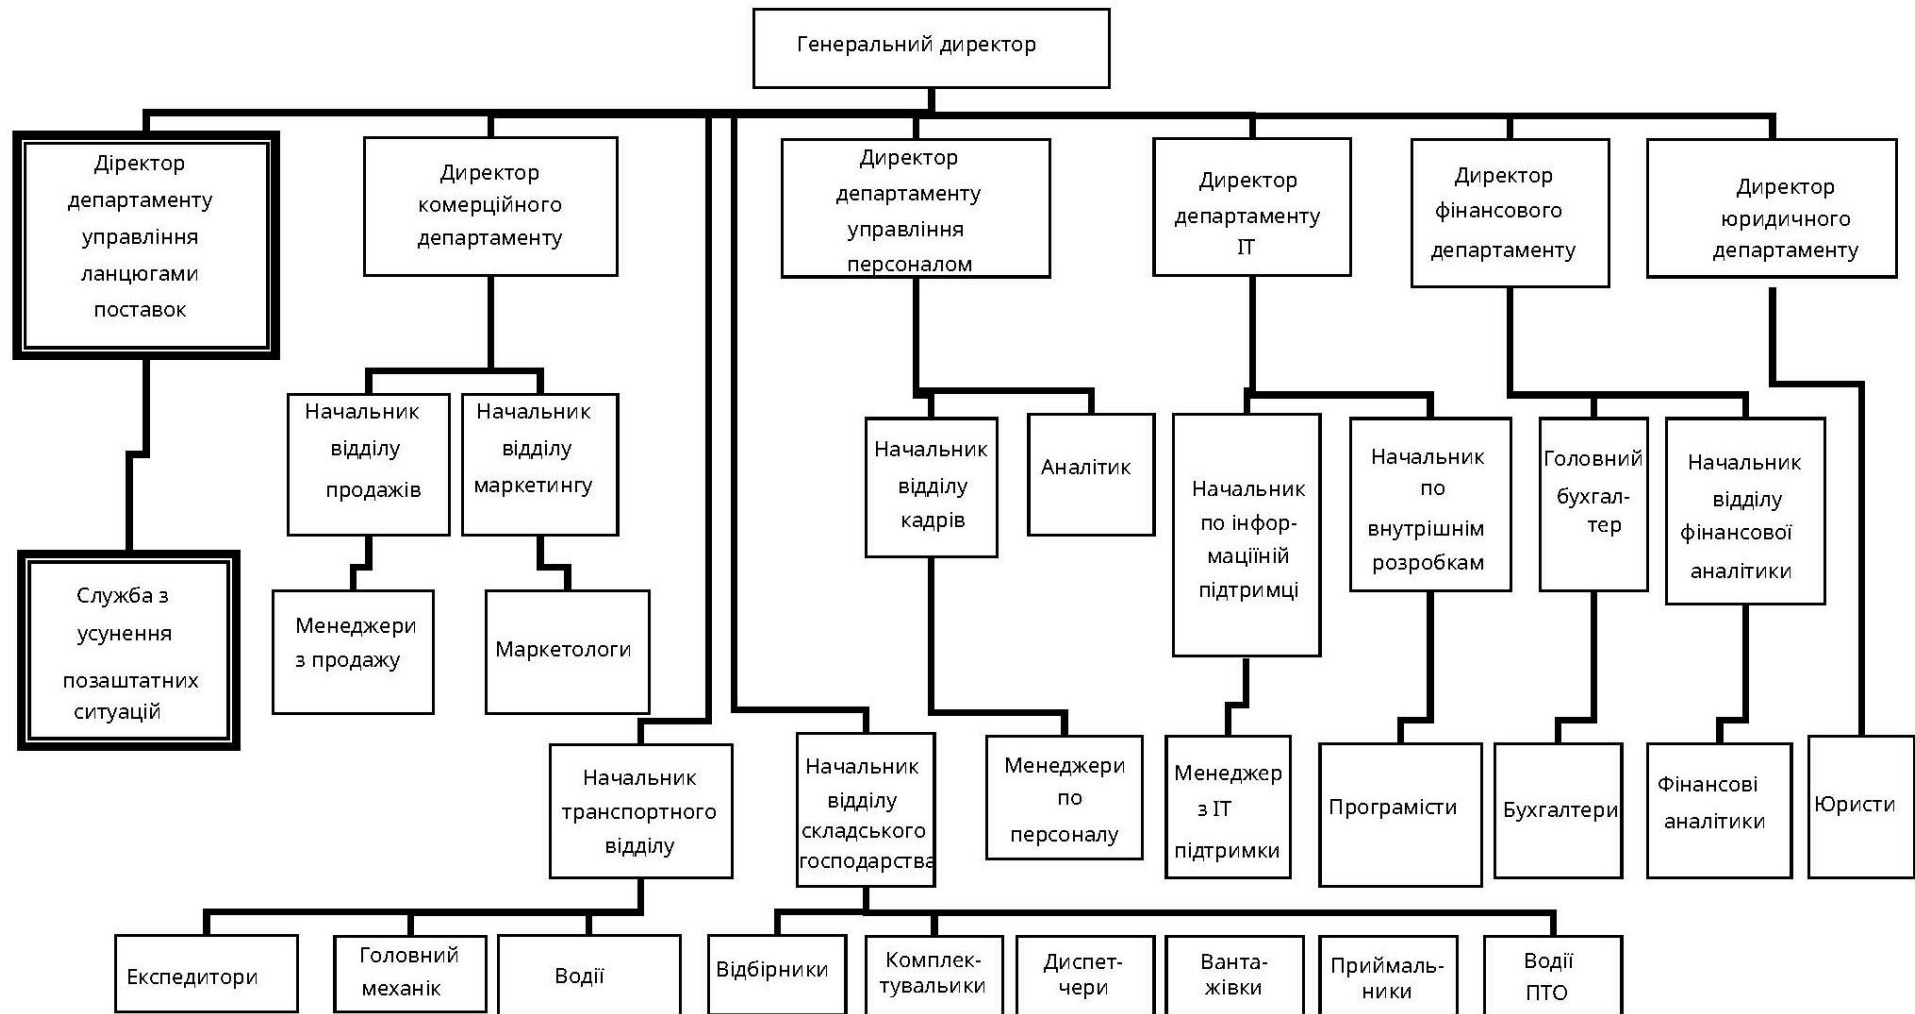 Генеральний директор
Діректор
департаменту
управління
ланцюгами
поставок
Директор
комерційного
департаменту
Директор
департаменту
управління
персоналом
Директор
департаменту
ІТ
Директор
фінансового
департаменту
Директор
юридичного
департаменту
Начальник
відділу
продажів
Начальник
відділу
маркетингу
Начальник
відділу
кадрів
Аналітик
Начальник
по інфор-
маціїній
підтримці
Начальник
по
внутрішнім
розробкам
Головний
бухгал-
тер
Начальник
відділу
фінансової
аналітики
Служба з
усунення
позаштатних
ситуацій
Менеджери
з продажу
Маркетологи
Начальник
транспортного
відділу
Начальник
відділу
складського
господарства
Менеджери
по
персоналу
Менеджер
з ІТ
підтримки
Програмісти
Бухгалтери
Фінансові
аналітики
Юристи
Експедитори
Головний
механік
Водії
Відбірники
Комплек-
тувальики
Диспет-
чери
Ванта-
жівки
Приймаль-
ники
Водії
ПТО